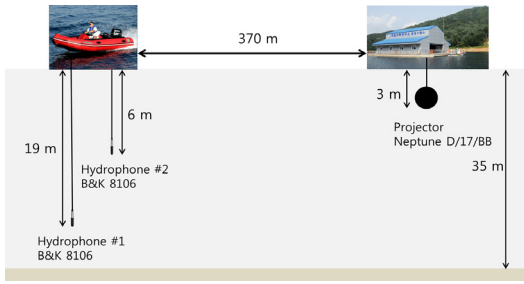 370 m
3 m
6 m
Projector
Neptune D/17/BB
19 m
35 m
Hydrophone #2
B&K 8106
Hydrophone #1
B&K 8106